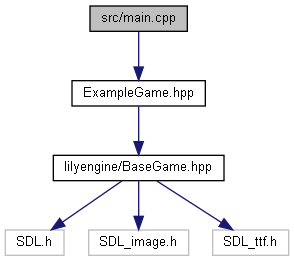 src/main.cpp
ExampleGame.hpp
lilyengine/BaseGame.hpp
SDL.h
SDL_image.h
SDL_ttf.h